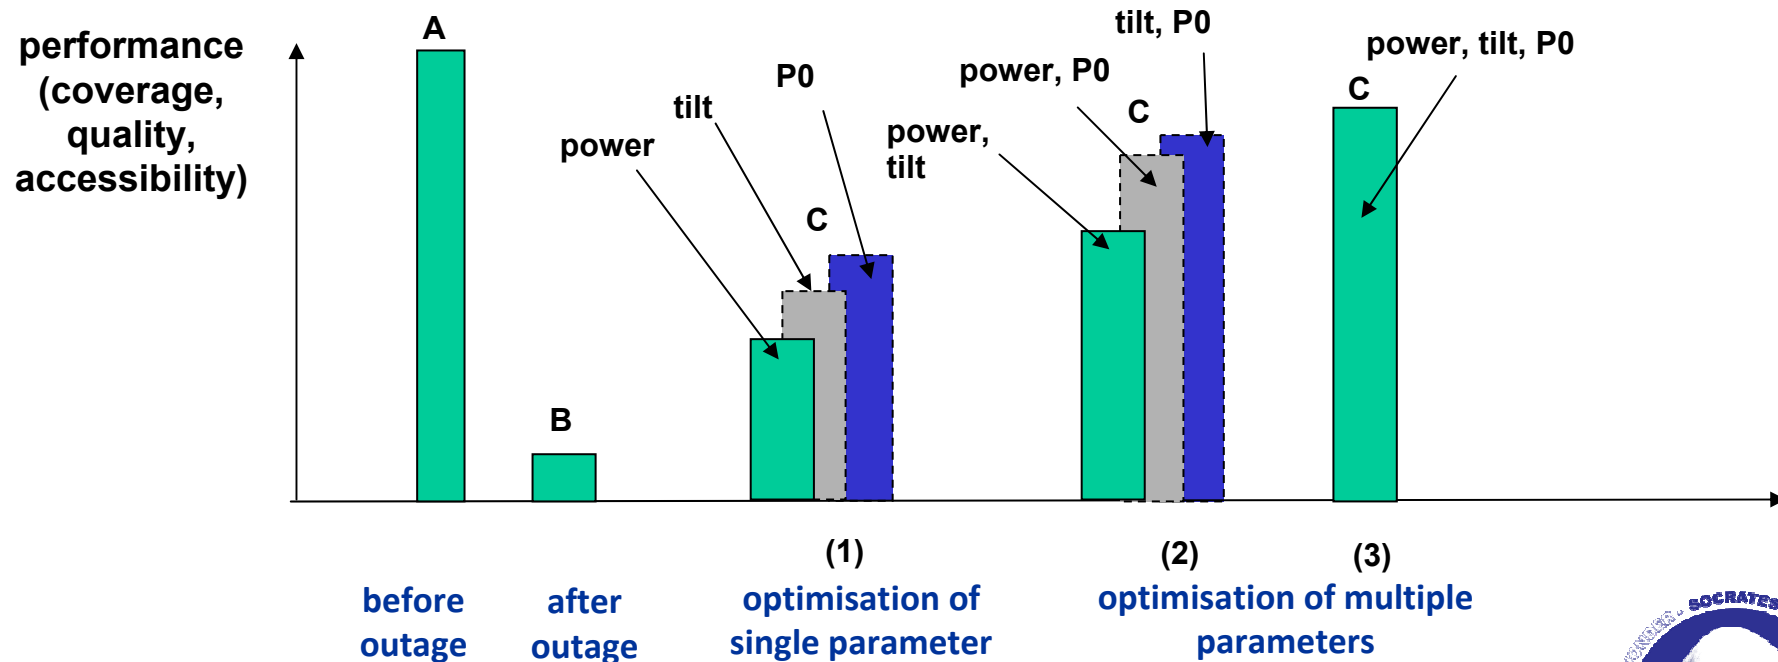 performance
(coverage,
quality,
accessibility)
A
B
power
tilt
P0
C
power,
tilt
power, P0
tilt, P0
C
C
power, tilt, P0
(1)
(2)
(3)
before
outage
after
outage
optimisation of
single parameter
optimisation of multiple
parameters
SOCRATES